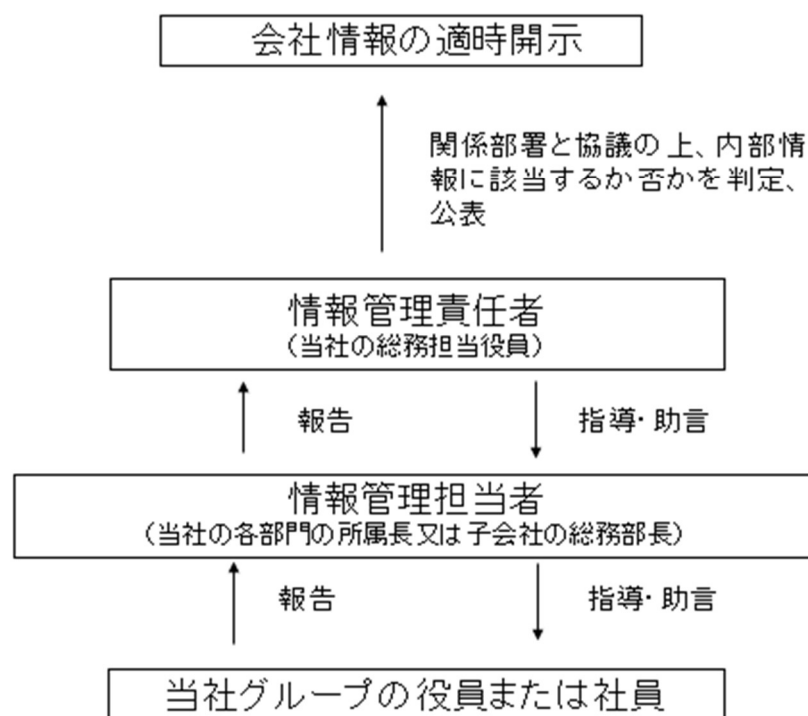 会社情報の適時開示
関係部署と協議の上、内部情
報に該当するか否かを判定、
公表
情報管理責任者
（当社の総務担当役員）
報告
指導・助言
情報管理担当者
（当社の各部門の所属長又は子会社の総務部長）
報告
指導・助言
当社グループの役員または社員